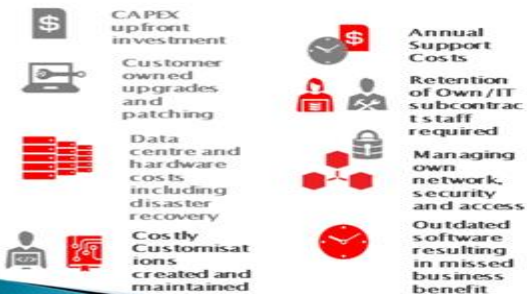 CAPEX
upfront
investment
Customer
owned
upgrades
and
patching
Data
centre and
hardware
costs
including
disaster
recovery
Costly
Customisat
ions
created and
maintained
Annual
Support
Costs
Retention
of Own/IT
subcontrac
t staff
required
Managing
own
network,
security
and access
Outdated
software
resulting
in missed
business
benefit